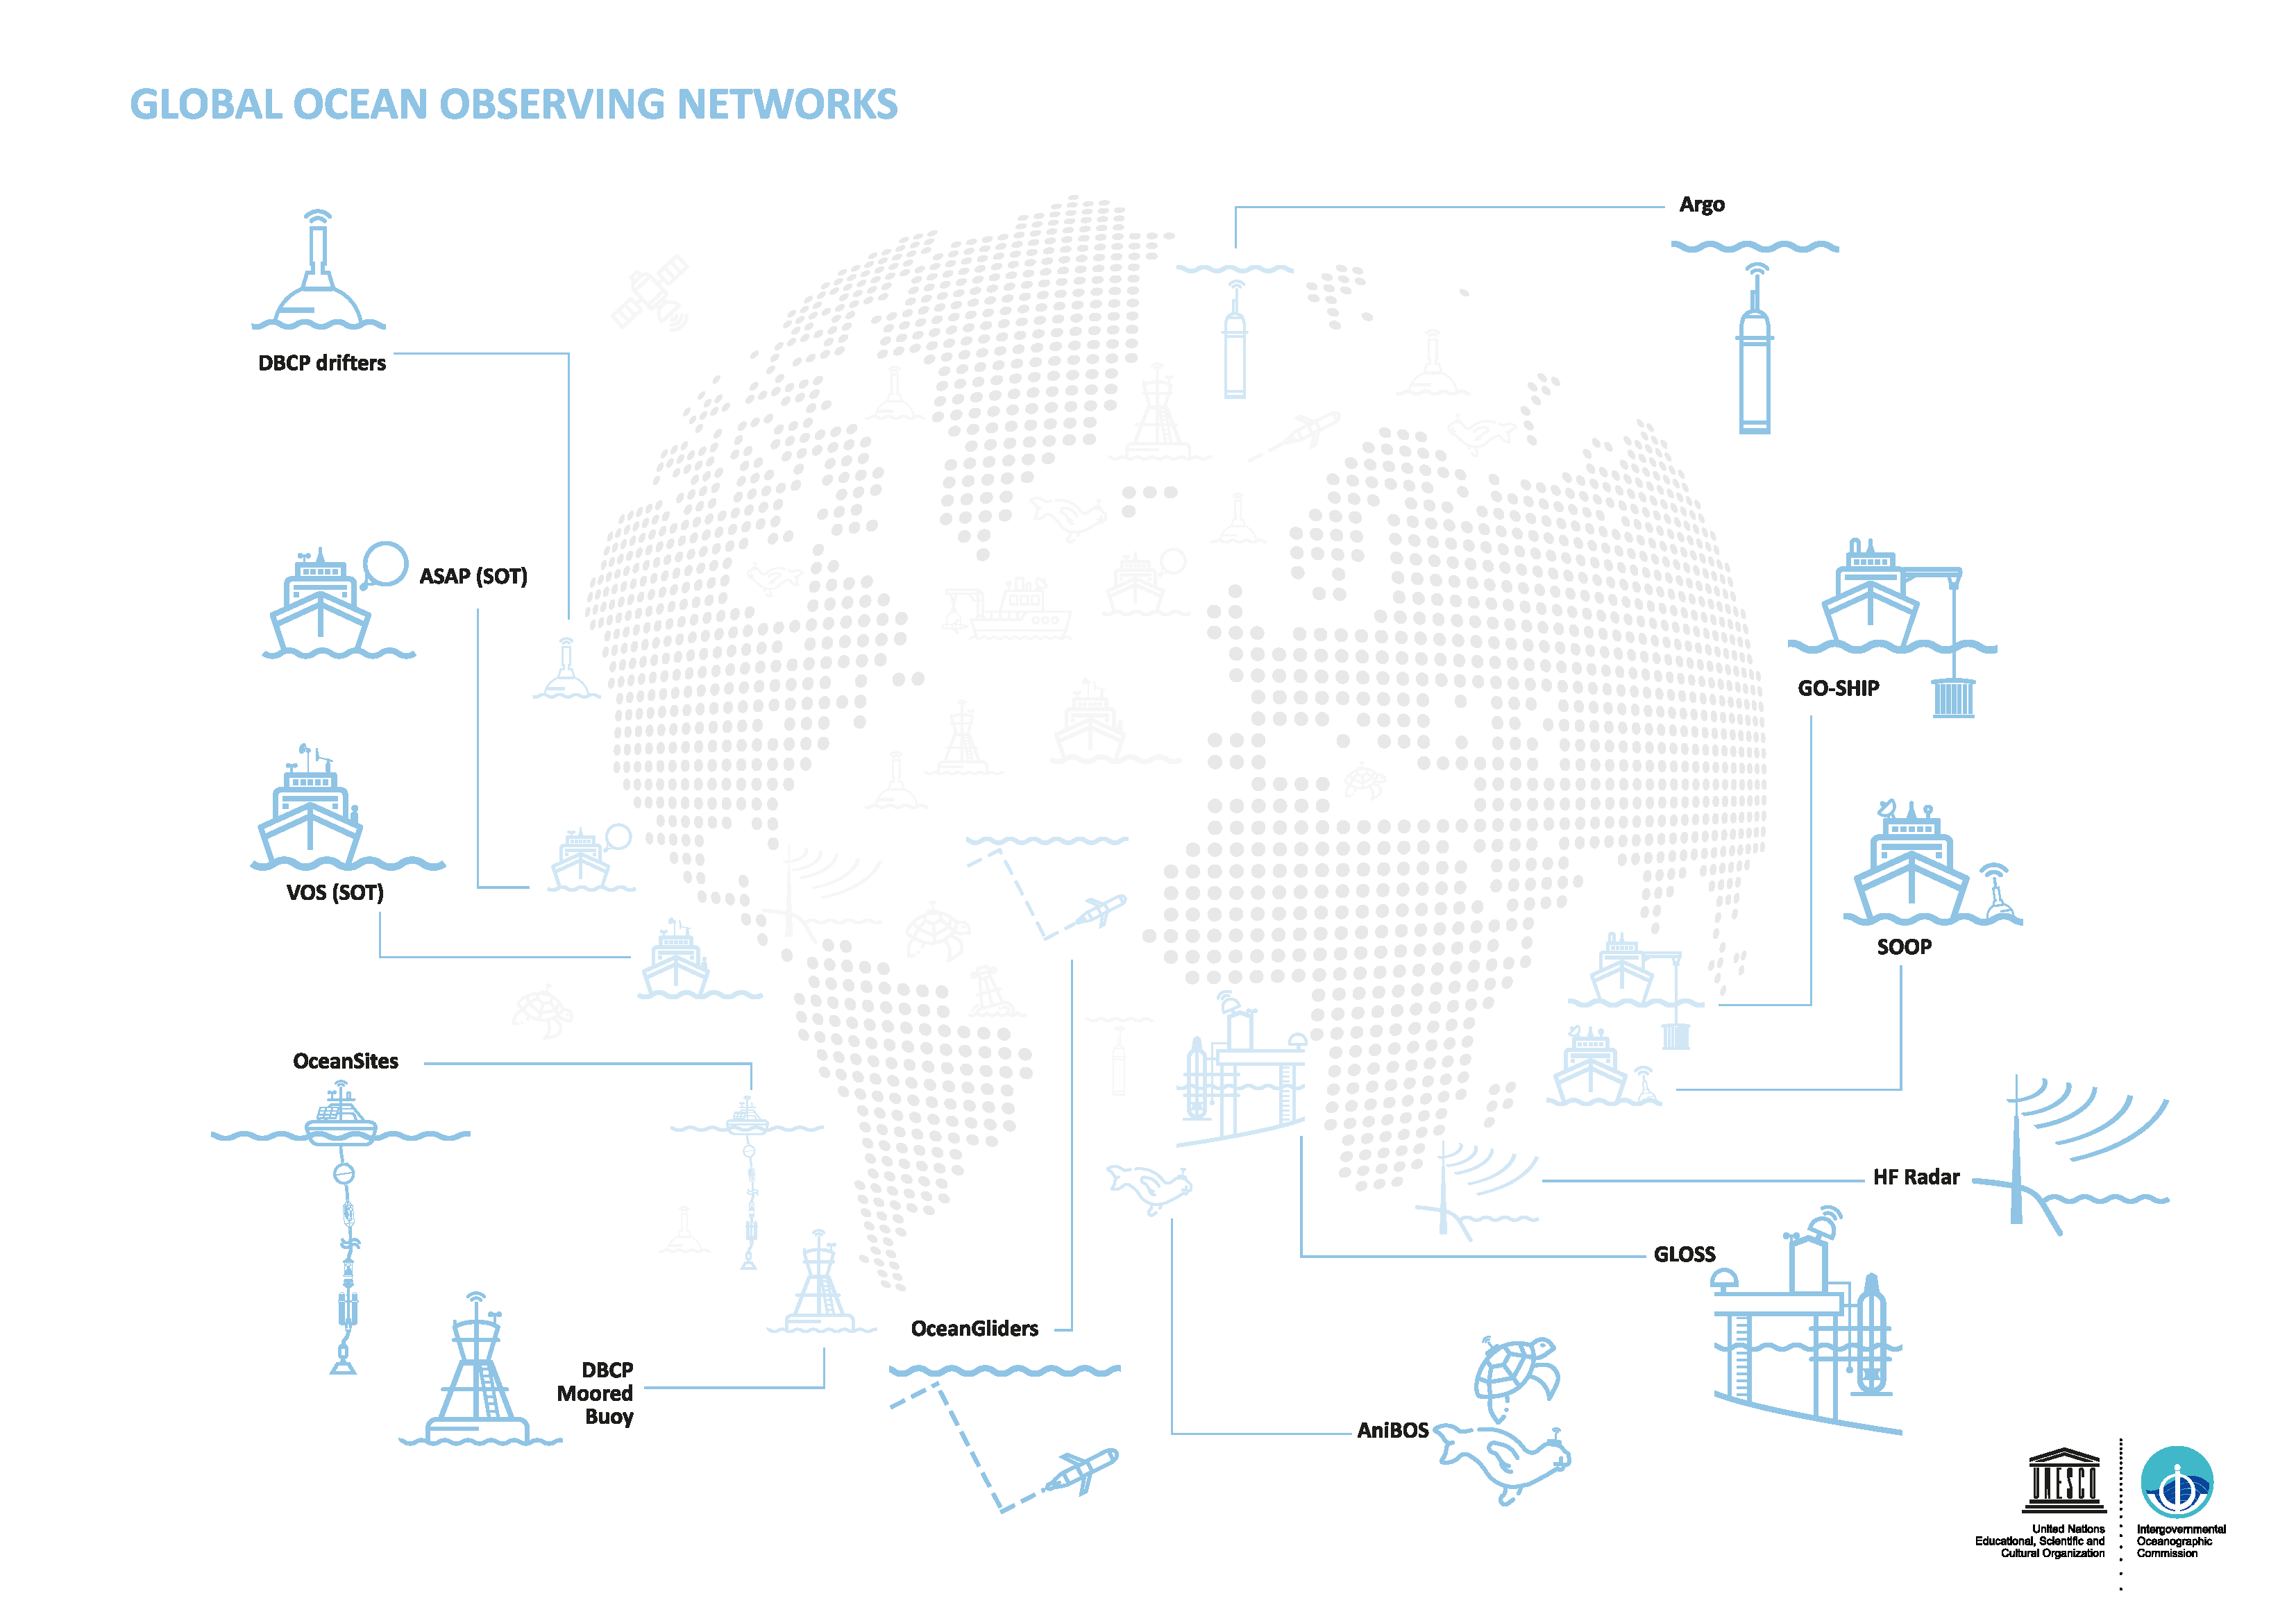 GLOBAL OCEAN OBSERVING NETWORKS
Argo
DBCP drifters
ASAP (SOT)
GO-SHIP
VOS (SOT)
SOOP
OceanSites
HF Radar
GLOSS
OceanGliders
DBCP
Moored
Buoy
AniBOS
UNESCO
United Nations
Educational, Scientific and
Cultural Organization
Intergovernmental
Oceanographic
Commission